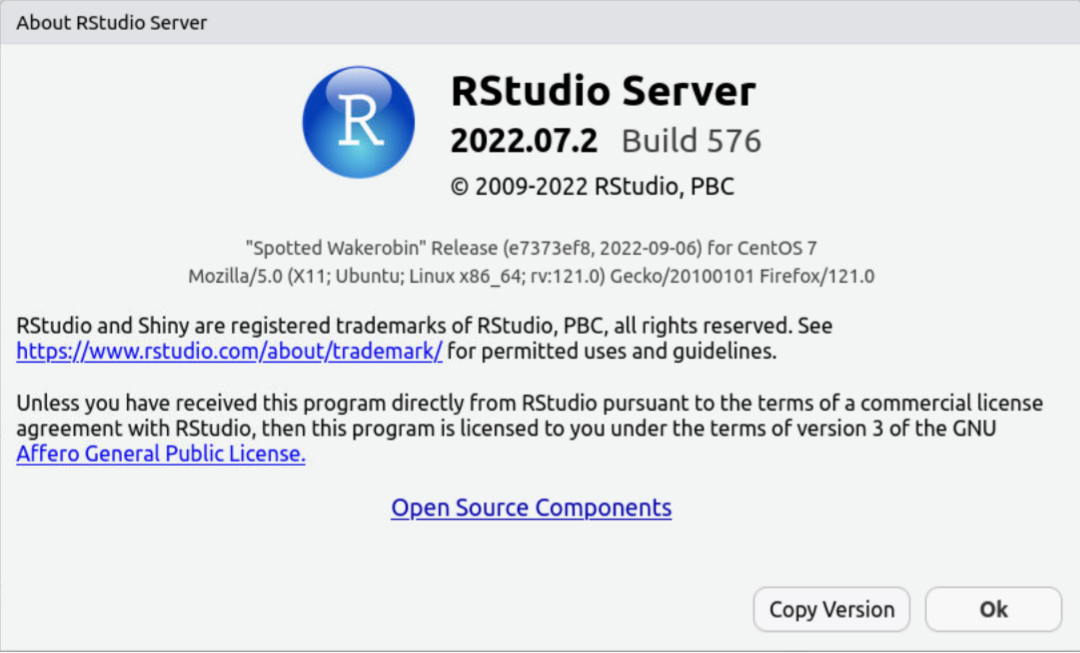 About RStudio Server
R
RStudio Server
2022.07.2 Build 576
© 2009-2022 RStudio, PBC
"Spotted Wakerobin" Release (e7373ef8, 2022-09-06) for CentOS 7
Mozilla/5.0 (X11; Ubuntu; Linux x86_64; rv:121.0) Gecko/20100101 Firefox/121.0
RStudio and Shiny are registered trademarks of RStudio, PBC, all rights reserved. See
https://www.rstudio.com/about/trademark/ for permitted uses and guidelines.
Unless you have received this program directly from RStudio pursuant to the terms of a commercial license
agreement with RStudio, then this program is licensed to you under the terms of version 3 of the GNU
Affero General Public License.
Open Source Components
Copy Version
Ok